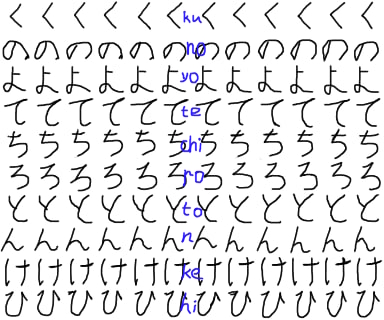 く く く く く く ku く く く く く く
の の の の の の no の の の の の の
よ よ よ よ よ よ yo よ よ よ よ よ よ
て て て て て て te て て て て て て
ち ち ち ち ち ち chi ち ち ち ち ち ち
ろ ろ ろ ろ ろ ろ ro ろ ろ ろ ろ ろ ろ
と と と と と と to と と と と と と
ん ん ん ん ん ん n ん ん ん ん ん ん
け け け け け け ke け け け け け け
ひ ひ ひ ひ ひ ひ hi ひ ひ ひ ひ ひ ひ